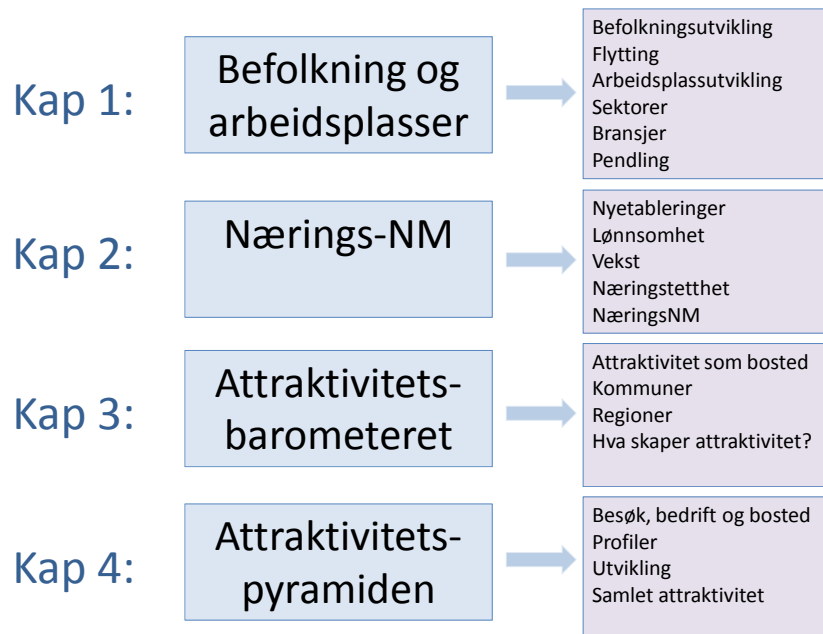 Kap 1:
Befolkning og
arbeidsplasser
Befolkningsutvikling
Flytting
Arbeidsplassutvikling
Sektorer
Bransjer
Pendling
Kap 2:
Nærings-NM
Nyetableringer
Lønnsomhet
Vekst
Næringstetthet
NæringsNM
Kap 3:
Attraktivitets-
barometeret
Attraktivitet som bosted
Kommuner
Regioner
Hva skaper attraktivitet?
Kap 4:
Attraktivitets-
pyramiden
Besøk, bedrift og bosted
Profiler
Utvikling
Samlet attraktivitet